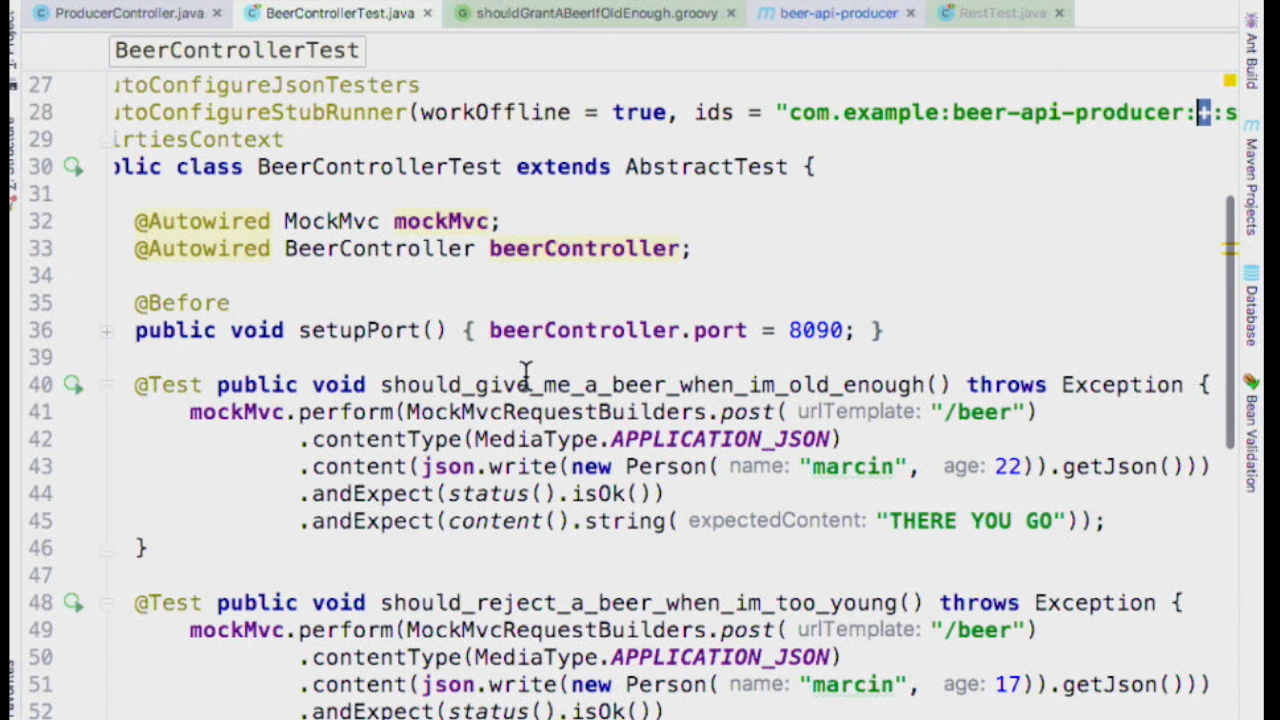 ProducerController.java
BeerControllerTest.java
shouldGrantABeerIfOldEnough.groovy
beer-api-producer
RestTest.java
BeerControllerTest
27 utoConfigureJsonTesters
28 utoConfigureStubRunner(workOffline = true, ids = "com.example:beer-api-producer:+:s
29 irtiesContext
30 blic class BeerControllerTest extends AbstractTest {
31
32 @Autowired MockMvc mockMvc;
33 @Autowired BeerController beerController;
34
35 @Before
36 public void setupPort() { beerController.port = 8090; }
39
40 @Test public void should_give_me_a_beer_when_im_old_enough() throws Exception {
41 mockMvc.perform(MockMvcRequestBuilders.post( urlTemplate: "/beer")
42 .contentType(MediaType.APPLICATION_JSON)
43 .content(json.write(new Person( name: "marcin", age: 22)).getJson()))
44 .andExpect(status().isOk())
45 .andExpect(content().string( expectedContent: "THERE YOU GO"));
46 }
47
48 @Test public void should_reject_a_beer_when_im_too_young() throws Exception {
49 mockMvc.perform(MockMvcRequestBuilders.post( urlTemplate: "/beer")
50 .contentType(MediaType.APPLICATION_JSON)
51 .content(json.write(new Person( name: "marcin", age: 17)).getJson()))
52 .andExpect(status().isOk())
Ant Build
Maven Projects
Database
Bean Validation